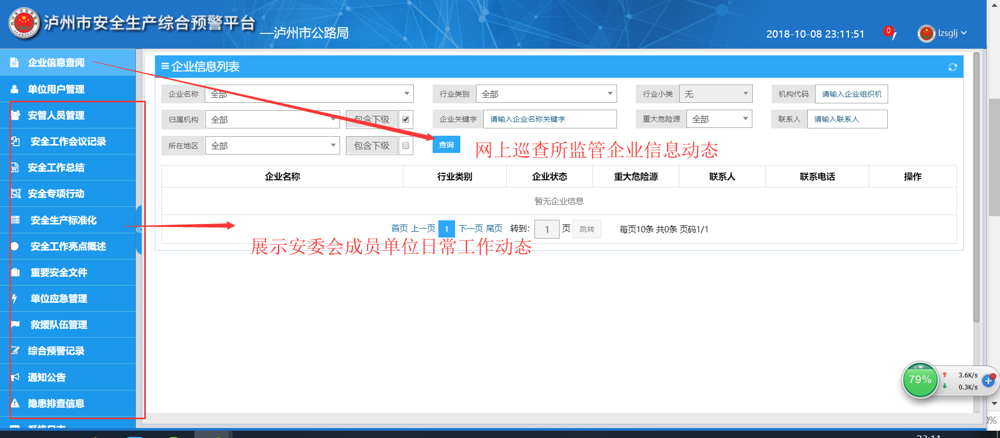 泸州市安全生产综合预警平台 —泸州市公路局
2018-10-08 23:11:51 0 lzsglj
企业信息查阅
单位用户管理
安管人员管理
安全工作会议记录
安全工作总结
安全专项行动
安全生产标准化
安全工作亮点概述
重要安全文件
单位应急管理
救援队伍管理
综合预警记录
通知公告
隐患排查信息
企业信息列表
企业名称 全部 行业类别 全部 行业小类 无 机构代码 请输入企业组织机
归属机构 全部 包含下级 企业关键字 请输入企业名称关键字 重大危险源 全部 联系人 请输入联系人
所在地区 全部 包含下级 查询
网上巡查所监管企业信息动态
企业名称 行业类别 企业状态 重大危险源 联系人 联系电话 操作
暂无企业信息
首页 上一页 1 下一页 尾页 转到: 1 页 跳转 每页10条 共0条 页码1/1
展示安委会成员单位日常工作动态
79% 3.6K/s
0.3K/s